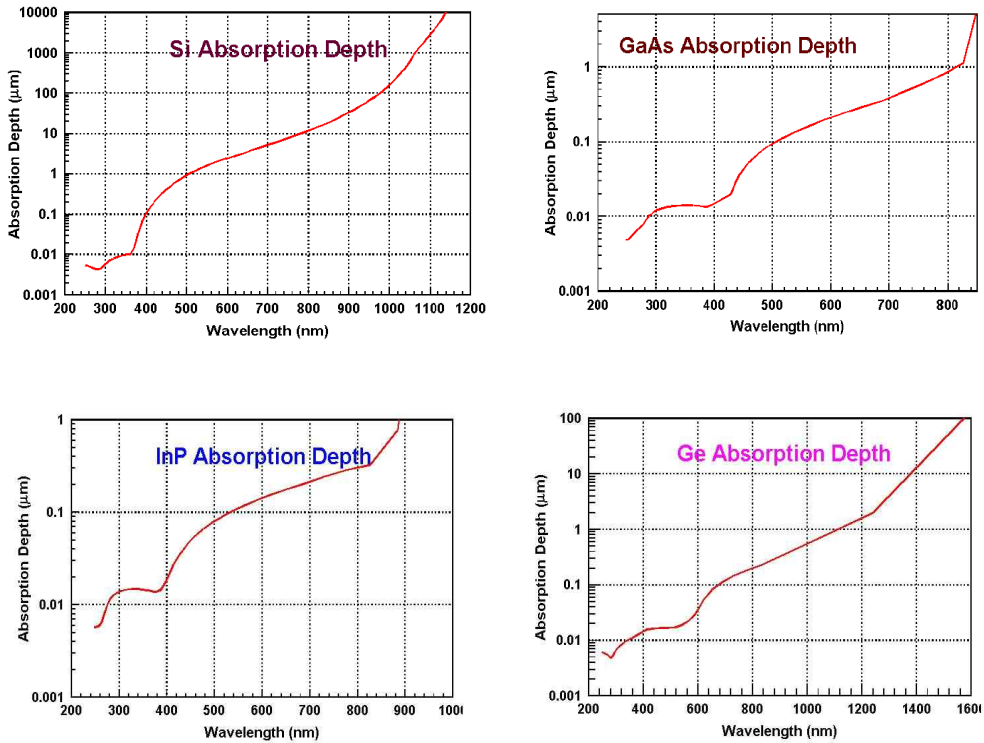 Si Absorption Depth
Absorption Depth (μm)
10000
1000
100
10
1
0.1
0.01
0.001
200 300 400 500 600 700 800 900 1000 1100 1200
Wavelength (nm)
GaAs Absorption Depth
Absorption Depth (μm)
1
0.1
0.01
0.001
200 300 400 500 600 700 800
Wavelength (nm)
InP Absorption Depth
Absorption Depth (μm)
1
0.1
0.01
0.001
200 300 400 500 600 700 800 900 100
Wavelength (nm)
Ge Absorption Depth
Absorption Depth (μm)
100
10
1
0.1
0.01
0.001
200 400 600 800 1000 1200 1400 1600
Wavelength (nm)